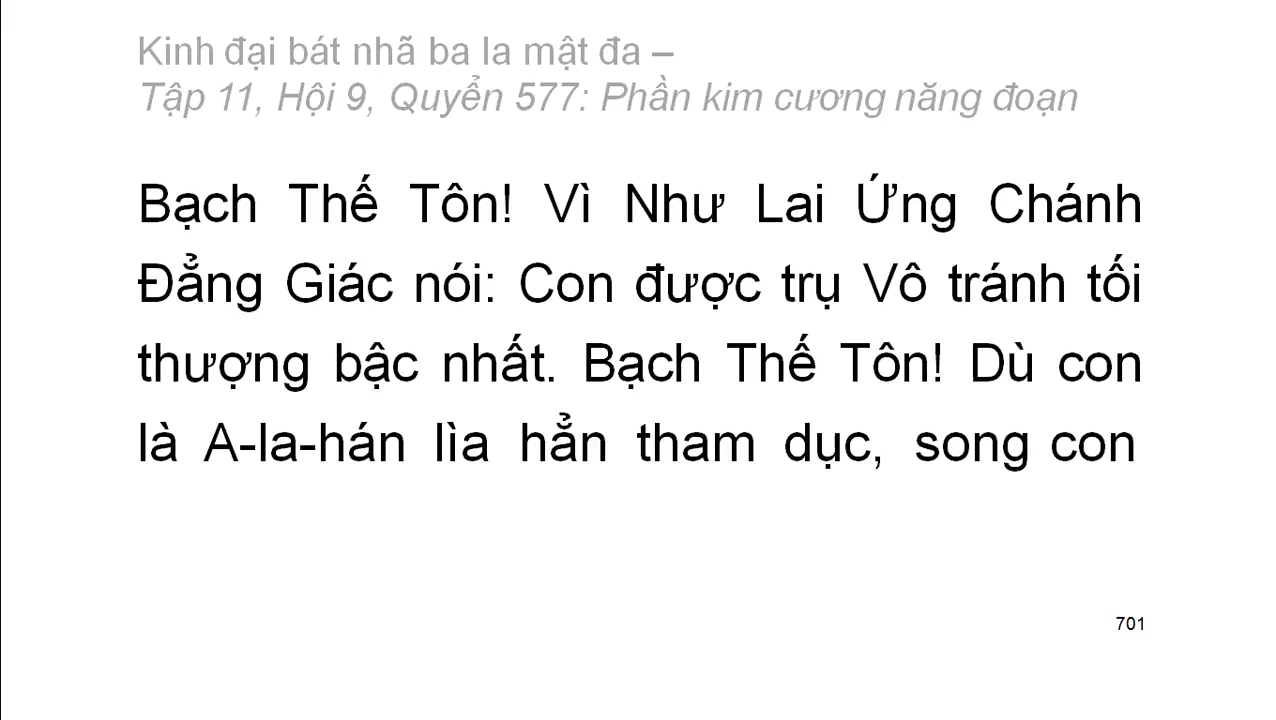 Kinh đại bát nhã ba la mật đa –
Tập 11, Hội 9, Quyển 577: Phần kim cương năng đoạn
Bạch Thế Tôn! Vì Như Lai Ứng Chánh
Đẳng Giác nói: Con được trụ Vô tránh tối
thượng bậc nhất. Bạch Thế Tôn! Dù con
là A-la-hán lìa hẳn tham dục, song con
701